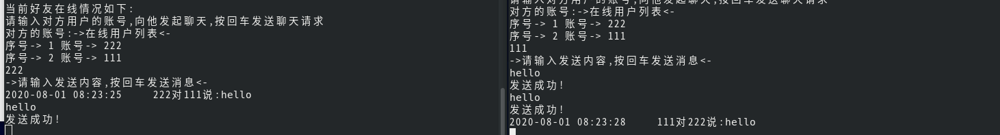 当前好友在线情况如下:
请输入对方用户的账号,向他发起聊天,按回车发送聊天请求
对方的账号:->在线用户列表<-
序号-> 1 账号-> 222
序号-> 2 账号-> 111
222
->请输入发送内容,按回车发送消息<-
2020-08-01 08:23:25 222对111说:hello
hello
发送成功!
请输入对方用户的账号,向他发起聊天,按回车发送聊天请求
对方的账号:->在线用户列表<-
序号-> 1 账号-> 222
序号-> 2 账号-> 111
111
->请输入发送内容,按回车发送消息<-
hello
发送成功!
hello
发送成功!
2020-08-01 08:23:28 111对222说:hello